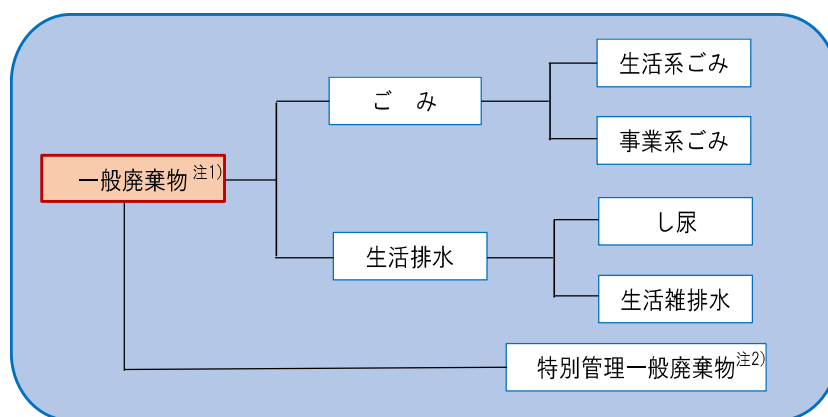 生活系ごみ
ご み
事業系ごみ
一般廃棄物注1)
し尿
生活排水
生活雑排水
特別管理一般廃棄物注2)